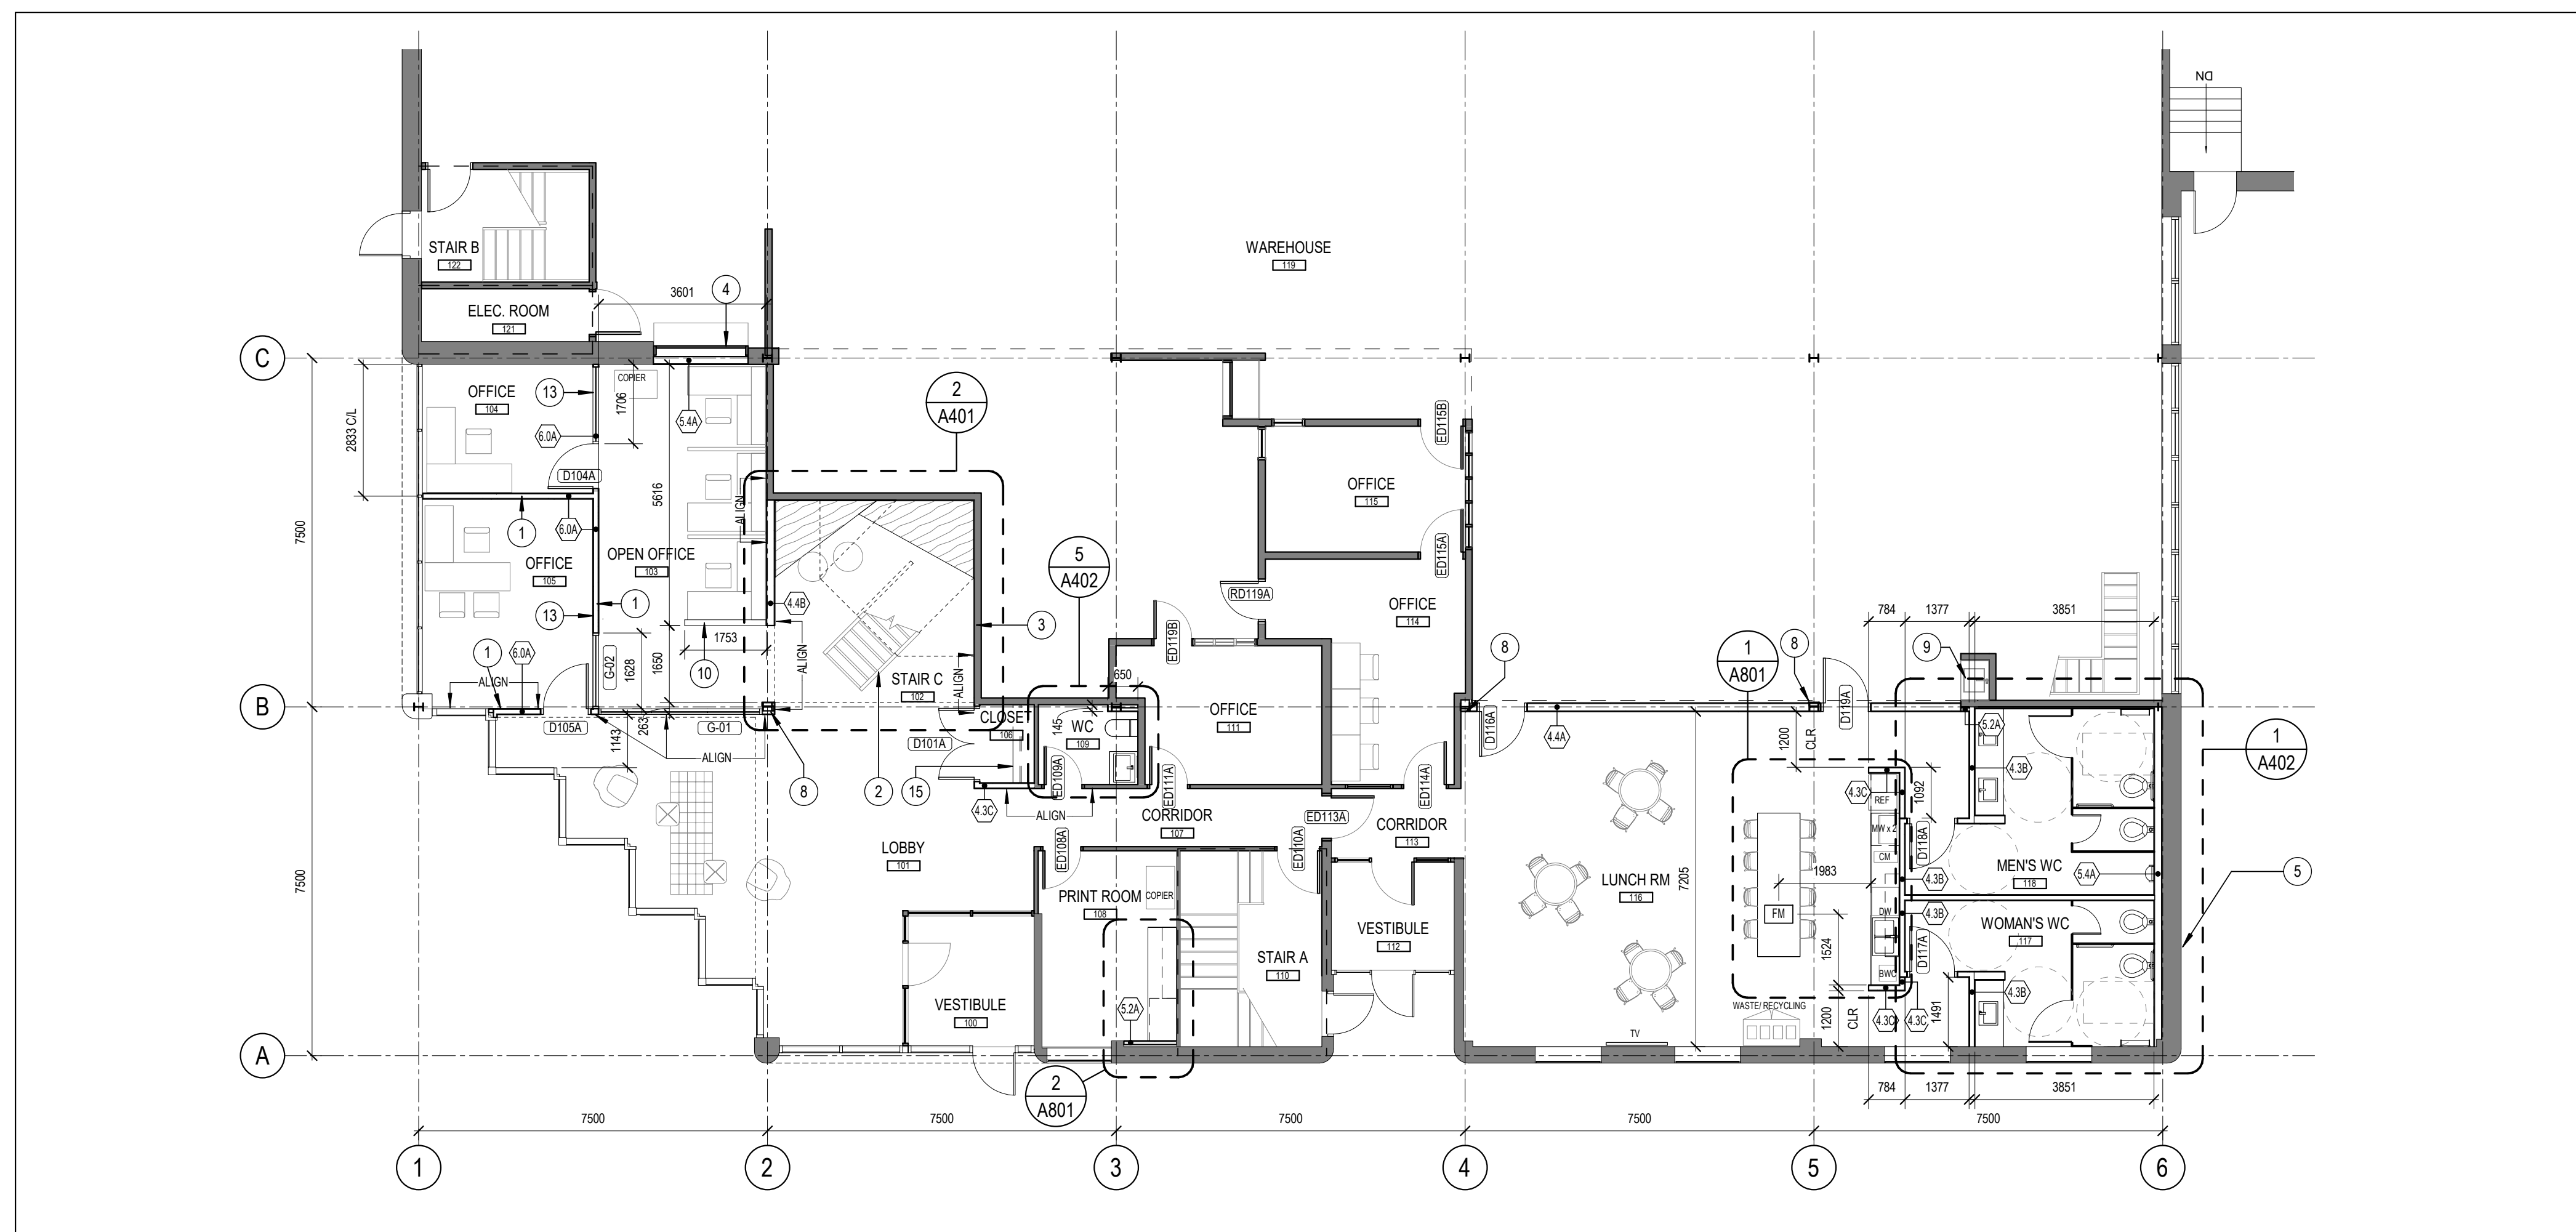 DN
STAIR B
122
WAREHOUSE
119
3601
4
ELEC. ROOM
121
C
COPIER
OFFICE
104
13
1706
2833 C/L
6.0A
5.4A
2
A401
ED115B
D104A
5616
ALIGN
OFFICE
115
7500
1
6.0A
OPEN OFFICE
103
OFFICE
105
5
A402
ED115A
RD119A
13
1
4.4B
OFFICE
114
784
1377
3851
3
1753
10
1
6.0A
G-02
1628
1650
ALIGN
ALIGN
ED119B
8
1
A801
8
9
650
STAIR C
102
ALIGN
B
D105A
1143
263
G-01
ALIGN
8
2
15
D101A
CLOSET
106
145
WC
109
OFFICE
111
D116A
4.4A
D119A
1200
CLR
5.2A
1
A402
ED109A
ED111A
ED114A
4.3B
4.3C
4.3C
REF
1092
ALIGN
CORRIDOR
107
ED113A
CORRIDOR
113
MW x 2
D118A
LOBBY
101
ED108A
ED110A
CM
MEN'S WC
118
5.4A
5
7500
PRINT ROOM
108
COPIER
LUNCH RM
116
7205
1983
4.3B
FM
DW
4.3B
WOMAN'S WC
117
VESTIBULE
112
STAIR A
110
1524
D117A
BWC
4.3B
VESTIBULE
100
5.2A
WASTE/ RECYCLING
1200
CLR
4.3C
4.3C
1491
TV
A
2
A801
784
1377
3851
7500
7500
7500
7500
7500
1
2
3
4
5
6